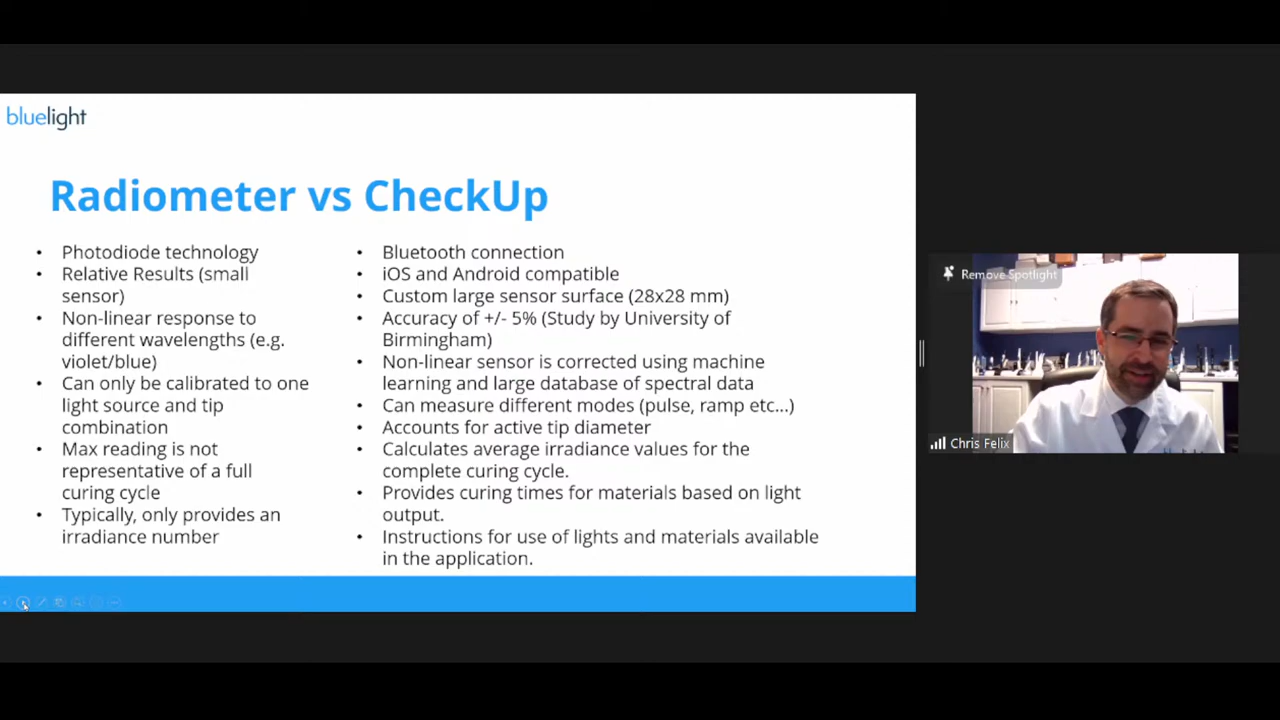 bluelight
Radiometer vs CheckUp
• Photodiode technology
• Relative Results (small
sensor)
• Non-linear response to
different wavelengths (e.g.
violet/blue)
• Can only be calibrated to one
light source and tip
combination
• Max reading is not
representative of a full
curing cycle
• Typically, only provides an
irradiance number
• Bluetooth connection
• iOS and Android compatible
• Custom large sensor surface (28x28 mm)
• Accuracy of +/- 5% (Study by University of
Birmingham)
• Non-linear sensor is corrected using machine
learning and large database of spectral data
• Can measure different modes (pulse, ramp etc...)
• Accounts for active tip diameter
• Calculates average irradiance values for the
complete curing cycle.
• Provides curing times for materials based on light
output.
• Instructions for use of lights and materials available
in the application.
Remove Spotlight
Chris Felix